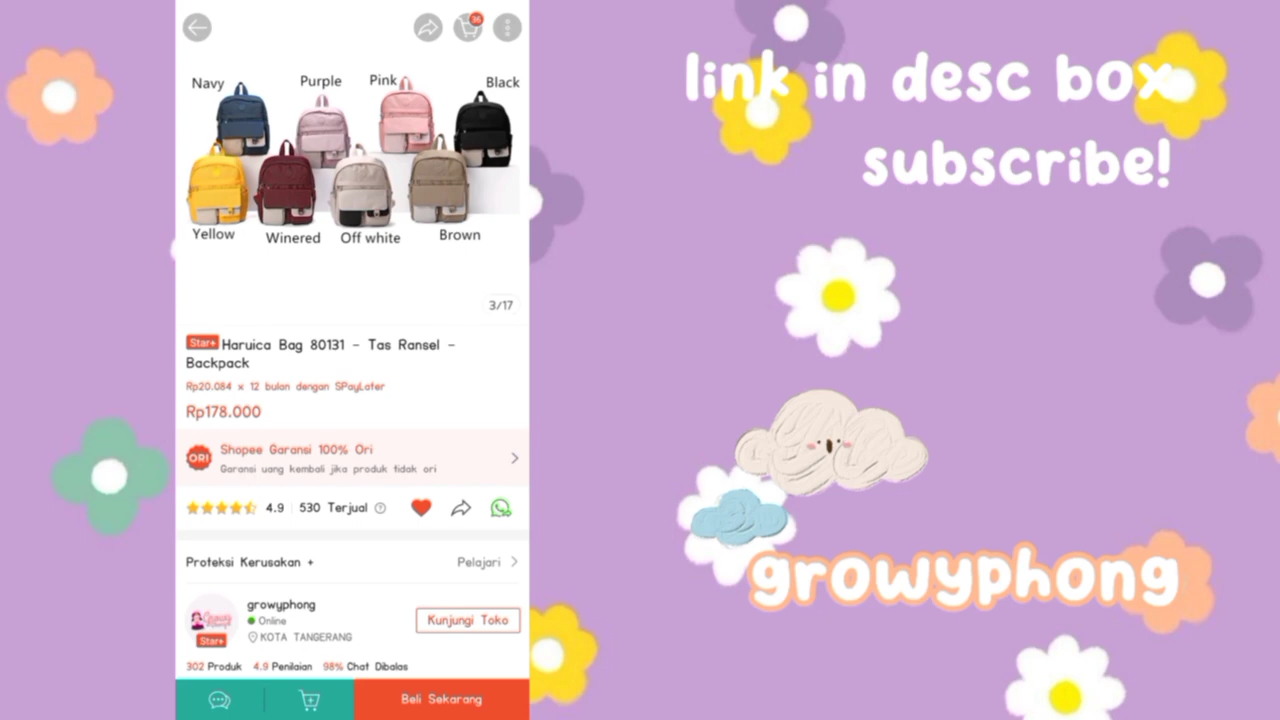 36
Navy
Purple
Pink
Black
Yellow
Winered
Off white
Brown
3/17
Star+ Haruica Bag 80131 - Tas Ransel -
Backpack
Rp20.084 x 12 bulan dengan SPayLater
Rp178.000
ORI
Shopee Garansi 100% Ori
Garansi uang kembali jika produk tidak ori
4.9 530 Terjual ?
Proteksi Kerusakan +
Pelajari
growyphong
Online
KOTA TANGERANG
Star+
Kunjungi Toko
302 Produk 4.9 Penilaian 98% Chat Dibalas
Beli Sekarang
link in desc box
subscribe!
growyphong